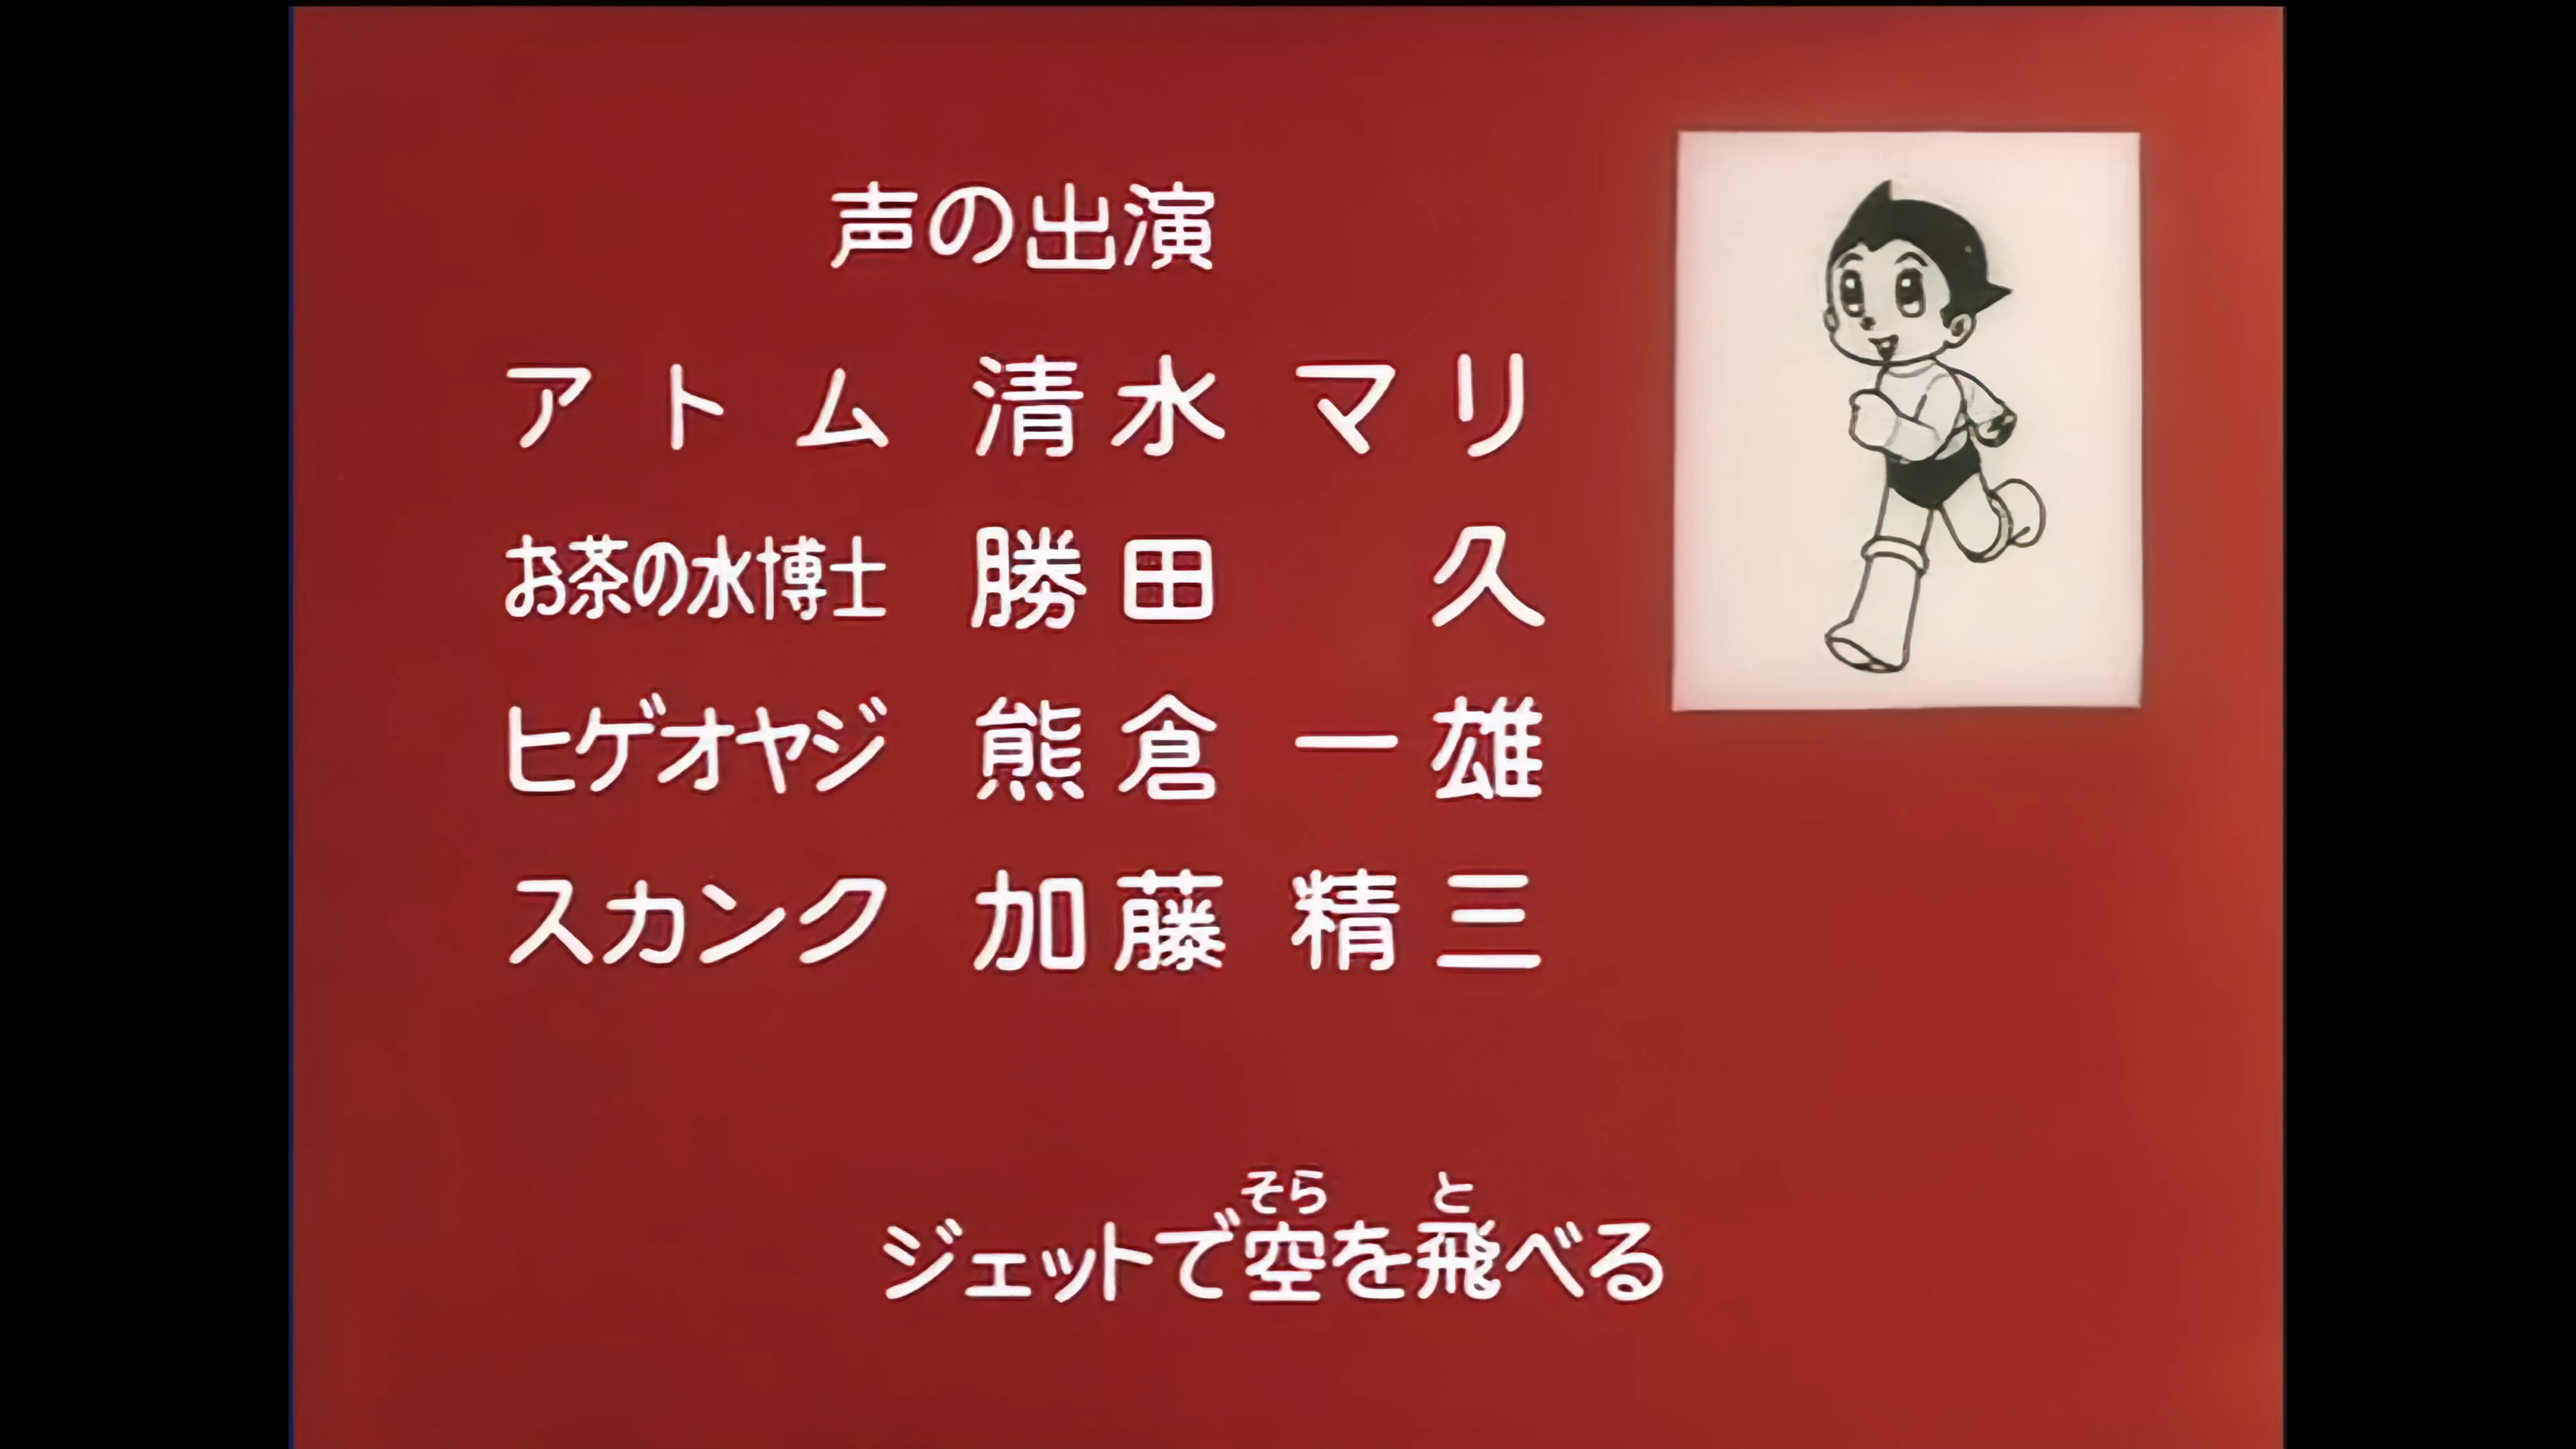 声の出演
アトム 清水マリ
お茶の水博士 勝田 久
ヒゲオヤジ 熊倉一雄
スカンク 加藤精三
そら と
ジェットで空を飛べる